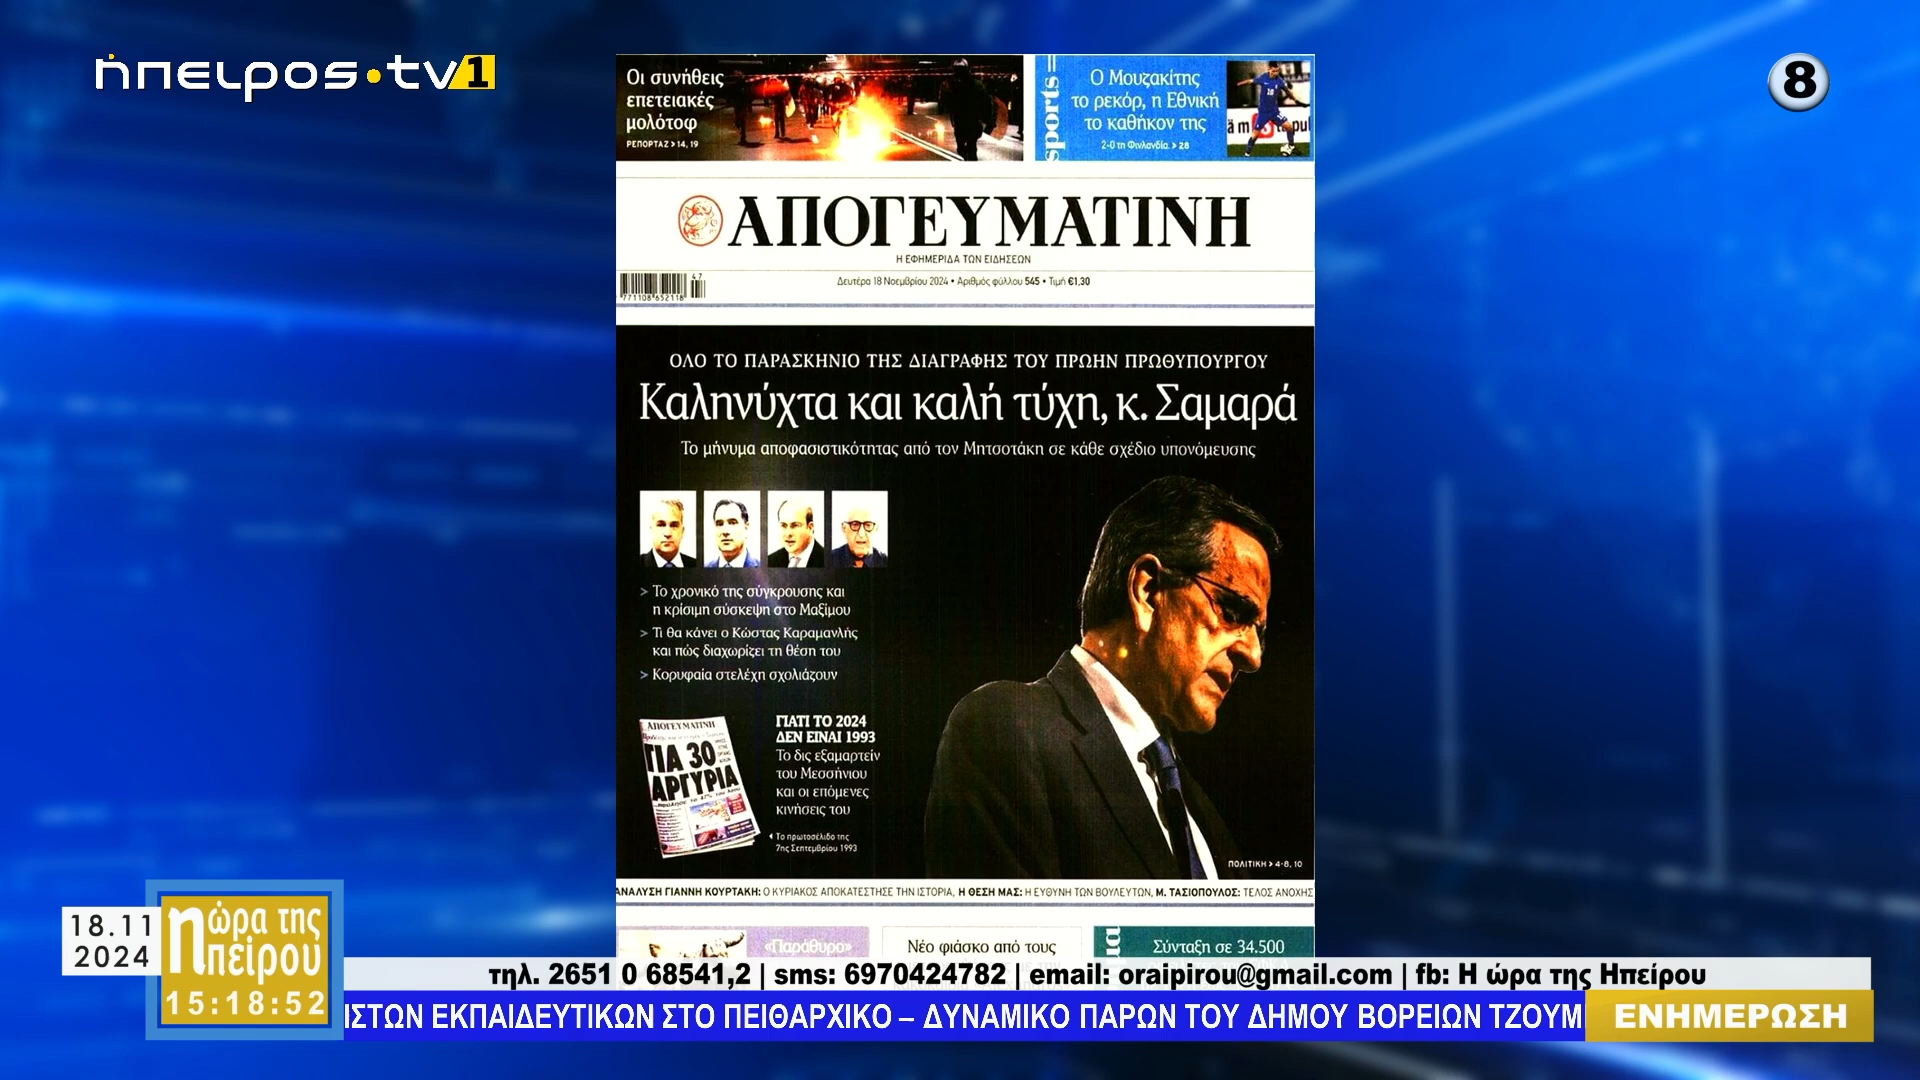 ήπειρος.tv1
8
Οι συνήθεις
επετειακές
μολότοφ
ΡΕΠΟΡΤΑΖ > 14, 19
sports
Ο Μουζακίτης
το ρεκόρ, η Εθνική
το καθήκον της
2-0 τη Φινλανδία. > 28
ΑΠΟΓΕΥΜΑΤΙΝΗ
Η ΕΦΗΜΕΡΙΔΑ ΤΩΝ ΕΙΔΗΣΕΩΝ
Δευτέρα 18 Νοεμβρίου 2024 • Αριθμός φύλλου 545 • Τιμή €1,30
47
771108 652118
ΟΛΟ ΤΟ ΠΑΡΑΣΚΗΝΙΟ ΤΗΣ ΔΙΑΓΡΑΦΗΣ ΤΟΥ ΠΡΩΗΝ ΠΡΩΘΥΠΟΥΡΓΟΥ
Καληνύχτα και καλή τύχη, κ. Σαμαρά
Το μήνυμα αποφασιστικότητας από τον Μητσοτάκη σε κάθε σχέδιο υπονόμευσης
> Το χρονικό της σύγκρουσης και
η κρίσιμη σύσκεψη στο Μαξίμου
> Τι θα κάνει ο Κώστας Καραμανλής
και πώς διαχωρίζει τη θέση του
> Κορυφαία στελέχη σχολιάζουν
ΑΠΟΓΕΥΜΑΤΙΝΗ
ΓΙΑ 30
ΑΡΓΥΡΙΑ
ΓΙΑΤΙ ΤΟ 2024
ΔΕΝ ΕΙΝΑΙ 1993
Το δις εξαμαρτείν
του Μεσσήνιου
και οι επόμενες
κινήσεις του
Το πρωτοσέλιδο της
7ης Σεπτεμβρίου 1993
ΠΟΛΙΤΙΚΗ > 4-8, 10
ΑΝΑΛΥΣΗ ΓΙΑΝΝΗ ΚΟΥΡΤΑΚΗ: Ο ΚΥΡΙΑΚΟΣ ΑΠΟΚΑΤΕΣΤΗΣΕ ΤΗΝ ΙΣΤΟΡΙΑ, Η ΘΕΣΗ ΜΑΣ: Η ΕΥΘΥΝΗ ΤΩΝ ΒΟΥΛΕΥΤΩΝ, Μ. ΤΑΣΙΟΠΟΥΛΟΣ: ΤΕΛΟΣ ΑΝΟΧΗΣ
«Παράθυρο»
Νέο φιάσκο από τους
Σύνταξη σε 34.500
18.11
2024
η ώρα της
ηπείρου
15:18:52
τηλ. 2651 0 68541,2 | sms: 6970424782 | email: oraipirou@gmail.com | fb: Η ώρα της Ηπείρου
ΙΣΤΩΝ ΕΚΠΑΙΔΕΥΤΙΚΩΝ ΣΤΟ ΠΕΙΘΑΡΧΙΚΟ – ΔΥΝΑΜΙΚΟ ΠΑΡΩΝ ΤΟΥ ΔΗΜΟΥ ΒΟΡΕΙΩΝ ΤΖΟΥΜ
ΕΝΗΜΕΡΩΣΗ